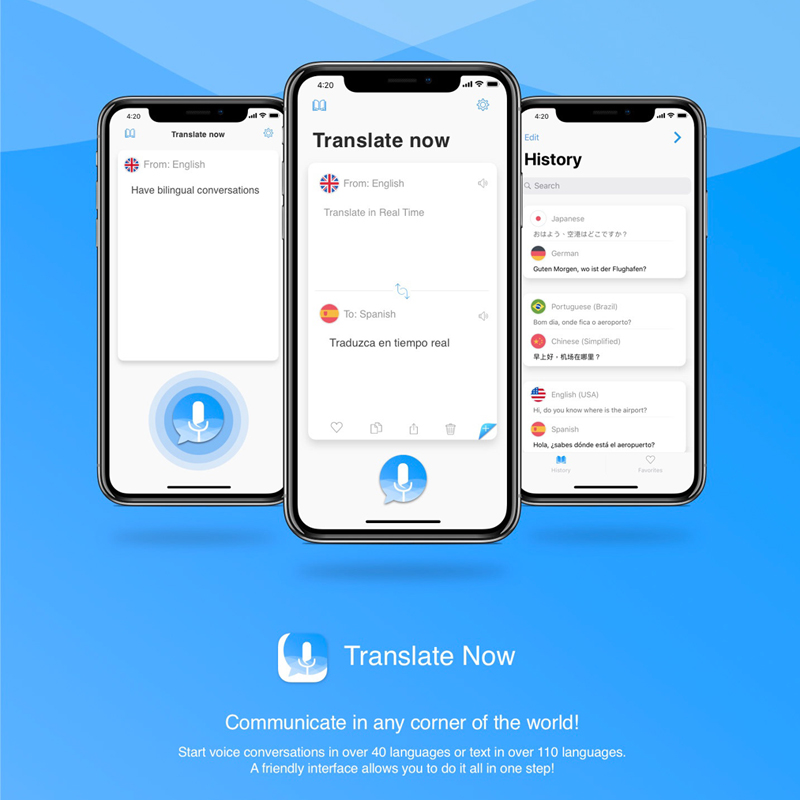 4:20
Translate now
From: English
Have bilingual conversations
4:20
Translate now
From: English
Translate in Real Time
To: Spanish
Traduzca en tiempo real
4:20
Edit
History
Search
Japanese
おはよう、空港はどこですか？
German
Guten Morgen, wo ist der Flughafen?
Portuguese (Brazil)
Bom dia, onde fica o aeroporto?
Chinese (Simplified)
早上好，机场在哪里？
English (USA)
Hi, do you know where is the airport?
Spanish
Hola, ¿sabes dónde está el aeropuerto?
History
Favorites
Translate Now
Communicate in any corner of the world!
Start voice conversations in over 40 languages or text in over 110 languages.
A friendly interface allows you to do it all in one step!